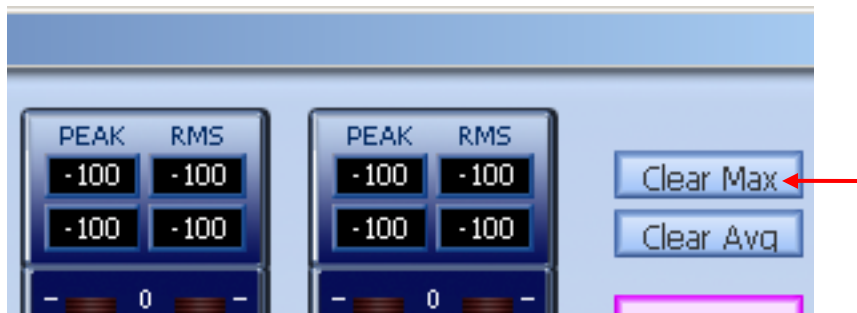 PEAK RMS PEAK RMS
-100 -100 -100 -100 Clear Max
-100 -100 -100 -100 Clear Avg
- 0 - - 0 -